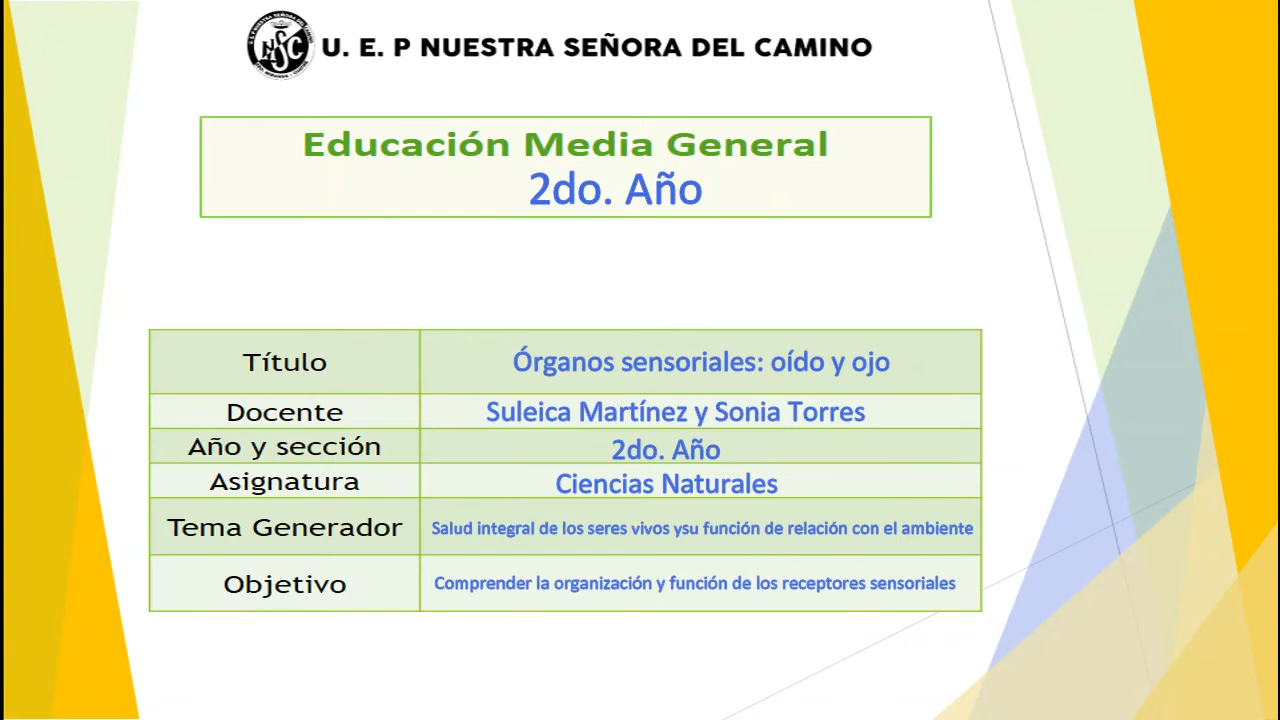 U. E. P NUESTRA SEÑORA DEL CAMINO
Educación Media General
2do. Año
Título
Órganos sensoriales: oído y ojo
Docente
Suleica Martínez y Sonia Torres
Año y sección
2do. Año
Asignatura
Ciencias Naturales
Tema Generador
Salud integral de los seres vivos ysu función de relación con el ambiente
Objetivo
Comprender la organización y función de los receptores sensoriales